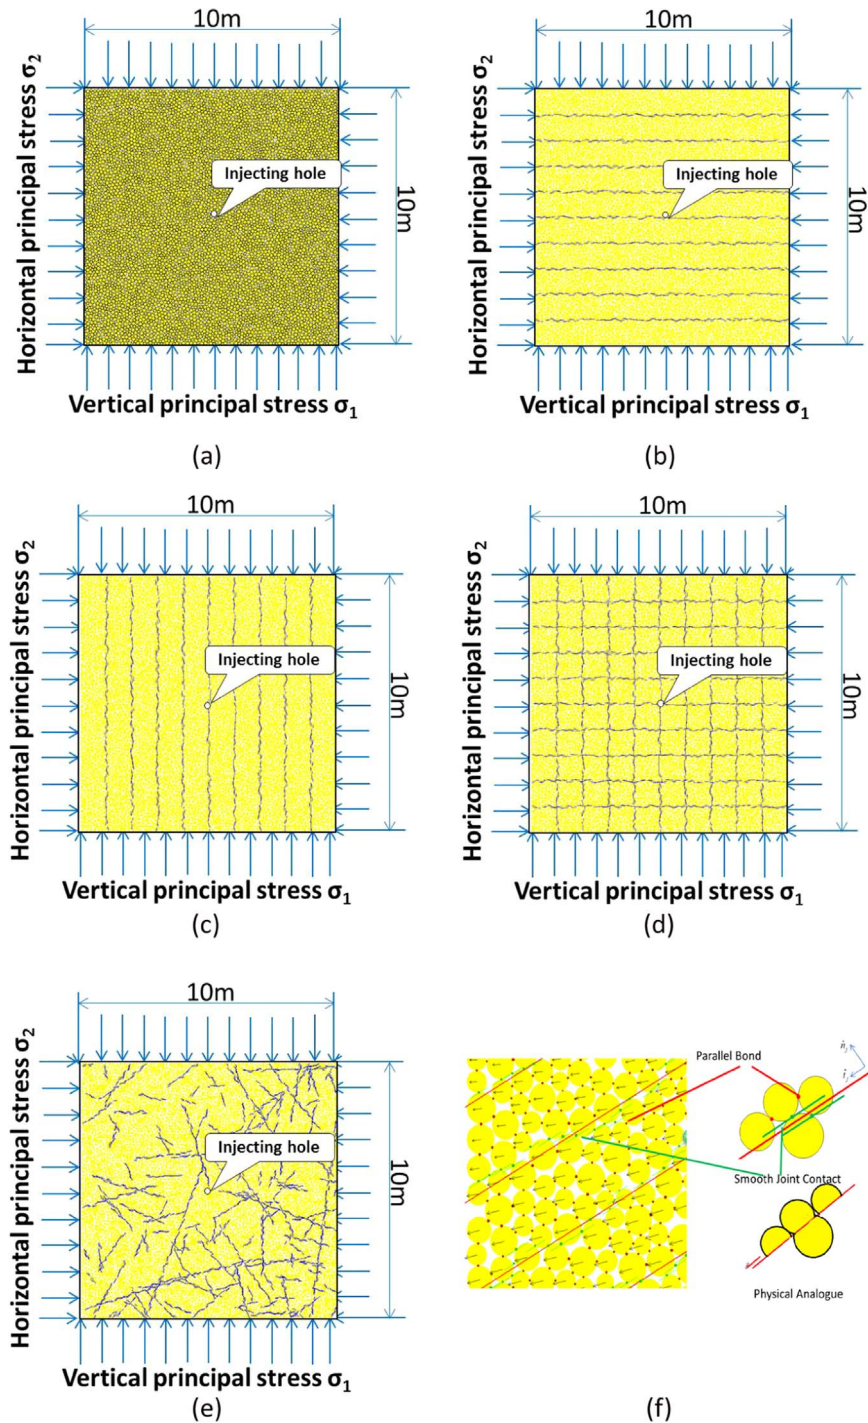 10m
10m
Horizontal principal stress σ2
Injecting hole
10m
Vertical principal stress σ1
(a)
Horizontal principal stress σ2
Injecting hole
10m
Vertical principal stress σ1
(b)
10m
10m
Horizontal principal stress σ2
Injecting hole
10m
Vertical principal stress σ1
(c)
Horizontal principal stress σ2
Injecting hole
10m
Vertical principal stress σ1
(d)
10m
Horizontal principal stress σ2
Injecting hole
10m
Vertical principal stress σ1
(e)
Parallel Bond
Smooth Joint Contact
Physical Analogue
(f)